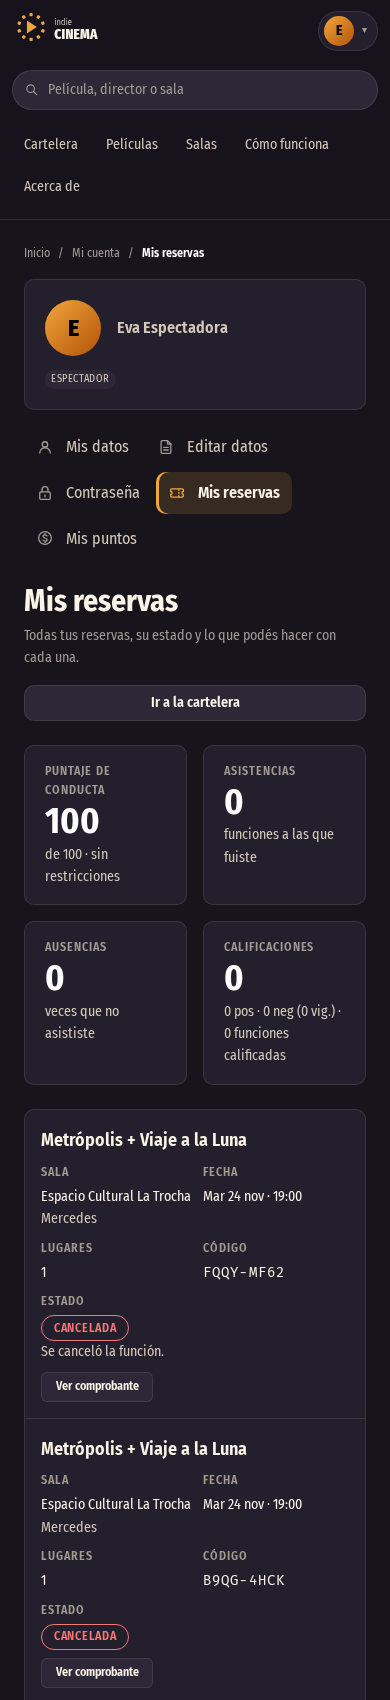 indie
CINEMA
E
Película, director o sala
Cartelera Películas Salas Cómo funciona
Acerca de
Inicio / Mi cuenta / Mis reservas
E
Eva Espectadora
ESPECTADOR
Mis datos Editar datos
Contraseña Mis reservas
Mis puntos
Mis reservas
Todas tus reservas, su estado y lo que podés hacer con
cada una.
Ir a la cartelera
PUNTAJE DE
CONDUCTA
100
de 100 · sin
restricciones
ASISTENCIAS
0
funciones a las que
fuiste
AUSENCIAS
0
veces que no
asististe
CALIFICACIONES
0
0 pos · 0 neg (0 vig.) ·
0 funciones
calificadas
Metrópolis + Viaje a la Luna
SALA FECHA
Espacio Cultural La Trocha Mar 24 nov · 19:00
Mercedes
LUGARES CÓDIGO
1 FQQY-MF62
ESTADO
CANCELADA
Se canceló la función.
Ver comprobante
Metrópolis + Viaje a la Luna
SALA FECHA
Espacio Cultural La Trocha Mar 24 nov · 19:00
Mercedes
LUGARES CÓDIGO
1 B9QG-4HCK
ESTADO
CANCELADA
Ver comprobante